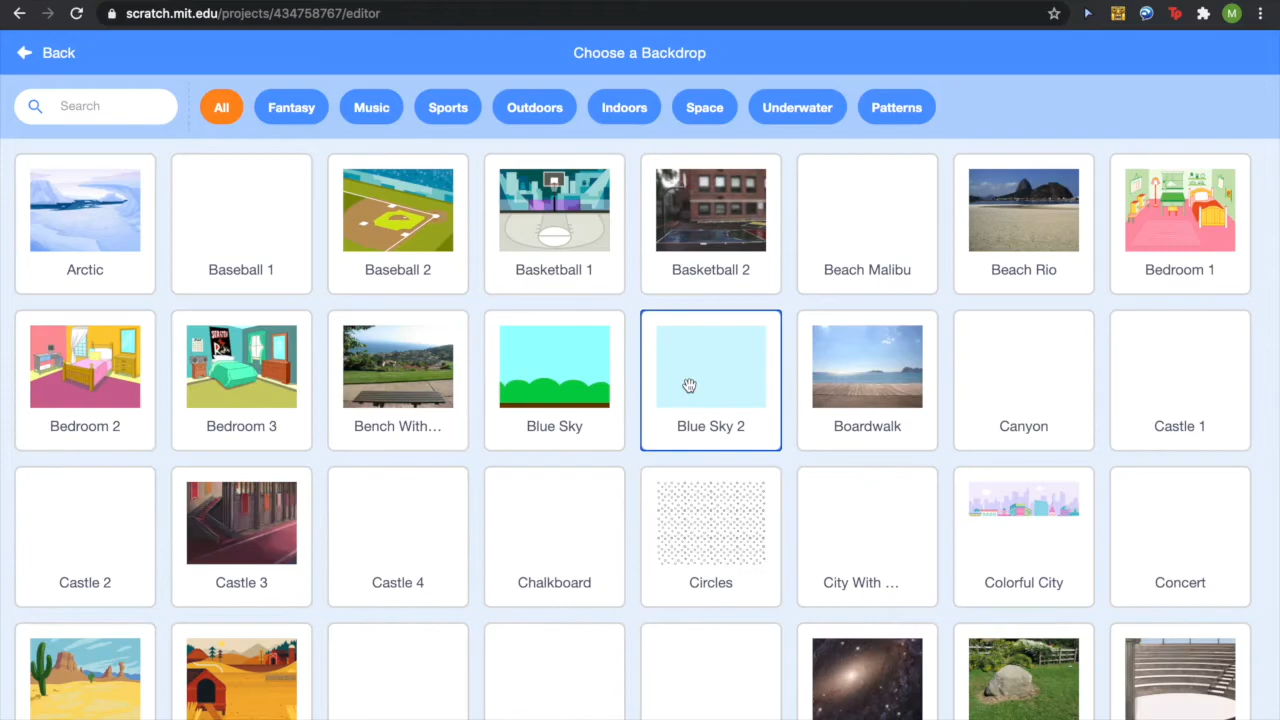 scratch.mit.edu/projects/434758767/editor
M
Back
Choose a Backdrop
Search
All
Fantasy
Music
Sports
Outdoors
Indoors
Space
Underwater
Patterns
Arctic
Baseball 1
Baseball 2
Basketball 1
Basketball 2
Beach Malibu
Beach Rio
Bedroom 1
Bedroom 2
Bedroom 3
Bench With...
Blue Sky
Blue Sky 2
Boardwalk
Canyon
Castle 1
Castle 2
Castle 3
Castle 4
Chalkboard
Circles
City With ...
Colorful City
Concert